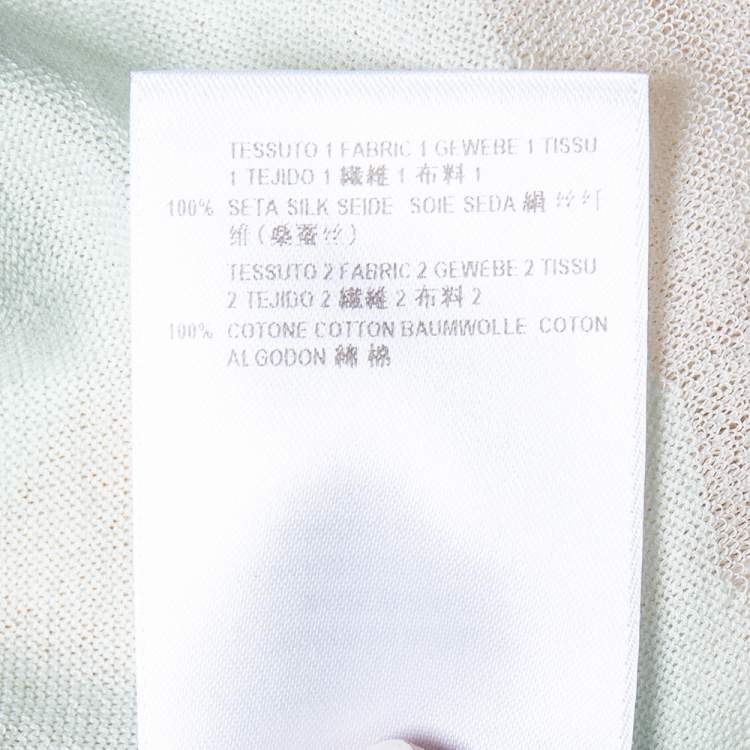 TESSUTO 1 FABRIC 1 GEWEBE 1 TISSU
1 TEJIDO 1 繊維 1 布料 1
100% SETA SILK SEIDE SOIE SEDA 絹 丝纤
维(桑蚕丝)
TESSUTO 2 FABRIC 2 GEWEBE 2 TISSU
2 TEJIDO 2 繊維 2 布料 2
100% COTONE COTTON BAUMWOLLE COTON
ALGODON 綿 棉